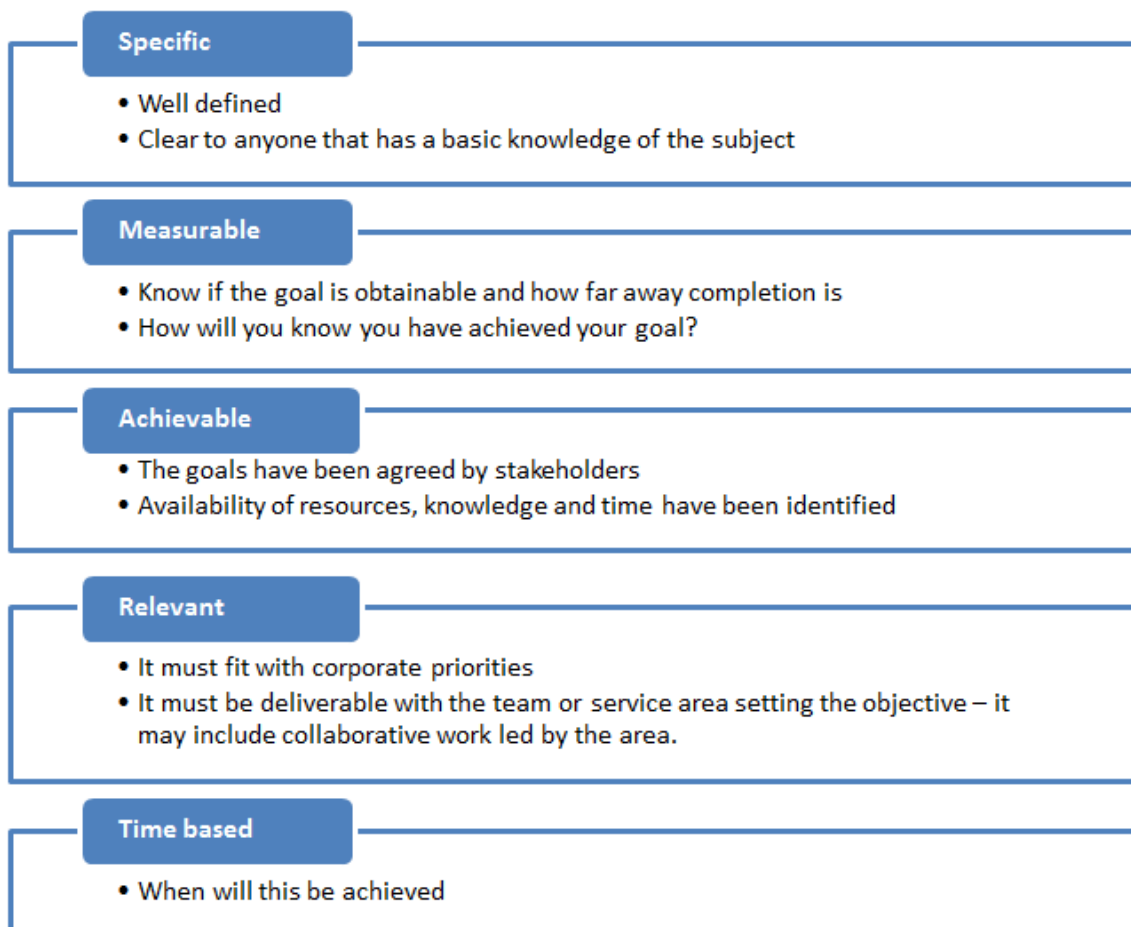 Specific
• Well defined
• Clear to anyone that has a basic knowledge of the subject
Measurable
• Know if the goal is obtainable and how far away completion is
• How will you know you have achieved your goal?
Achievable
• The goals have been agreed by stakeholders
• Availability of resources, knowledge and time have been identified
Relevant
• It must fit with corporate priorities
• It must be deliverable with the team or service area setting the objective – it
may include collaborative work led by the area.
Time based
• When will this be achieved